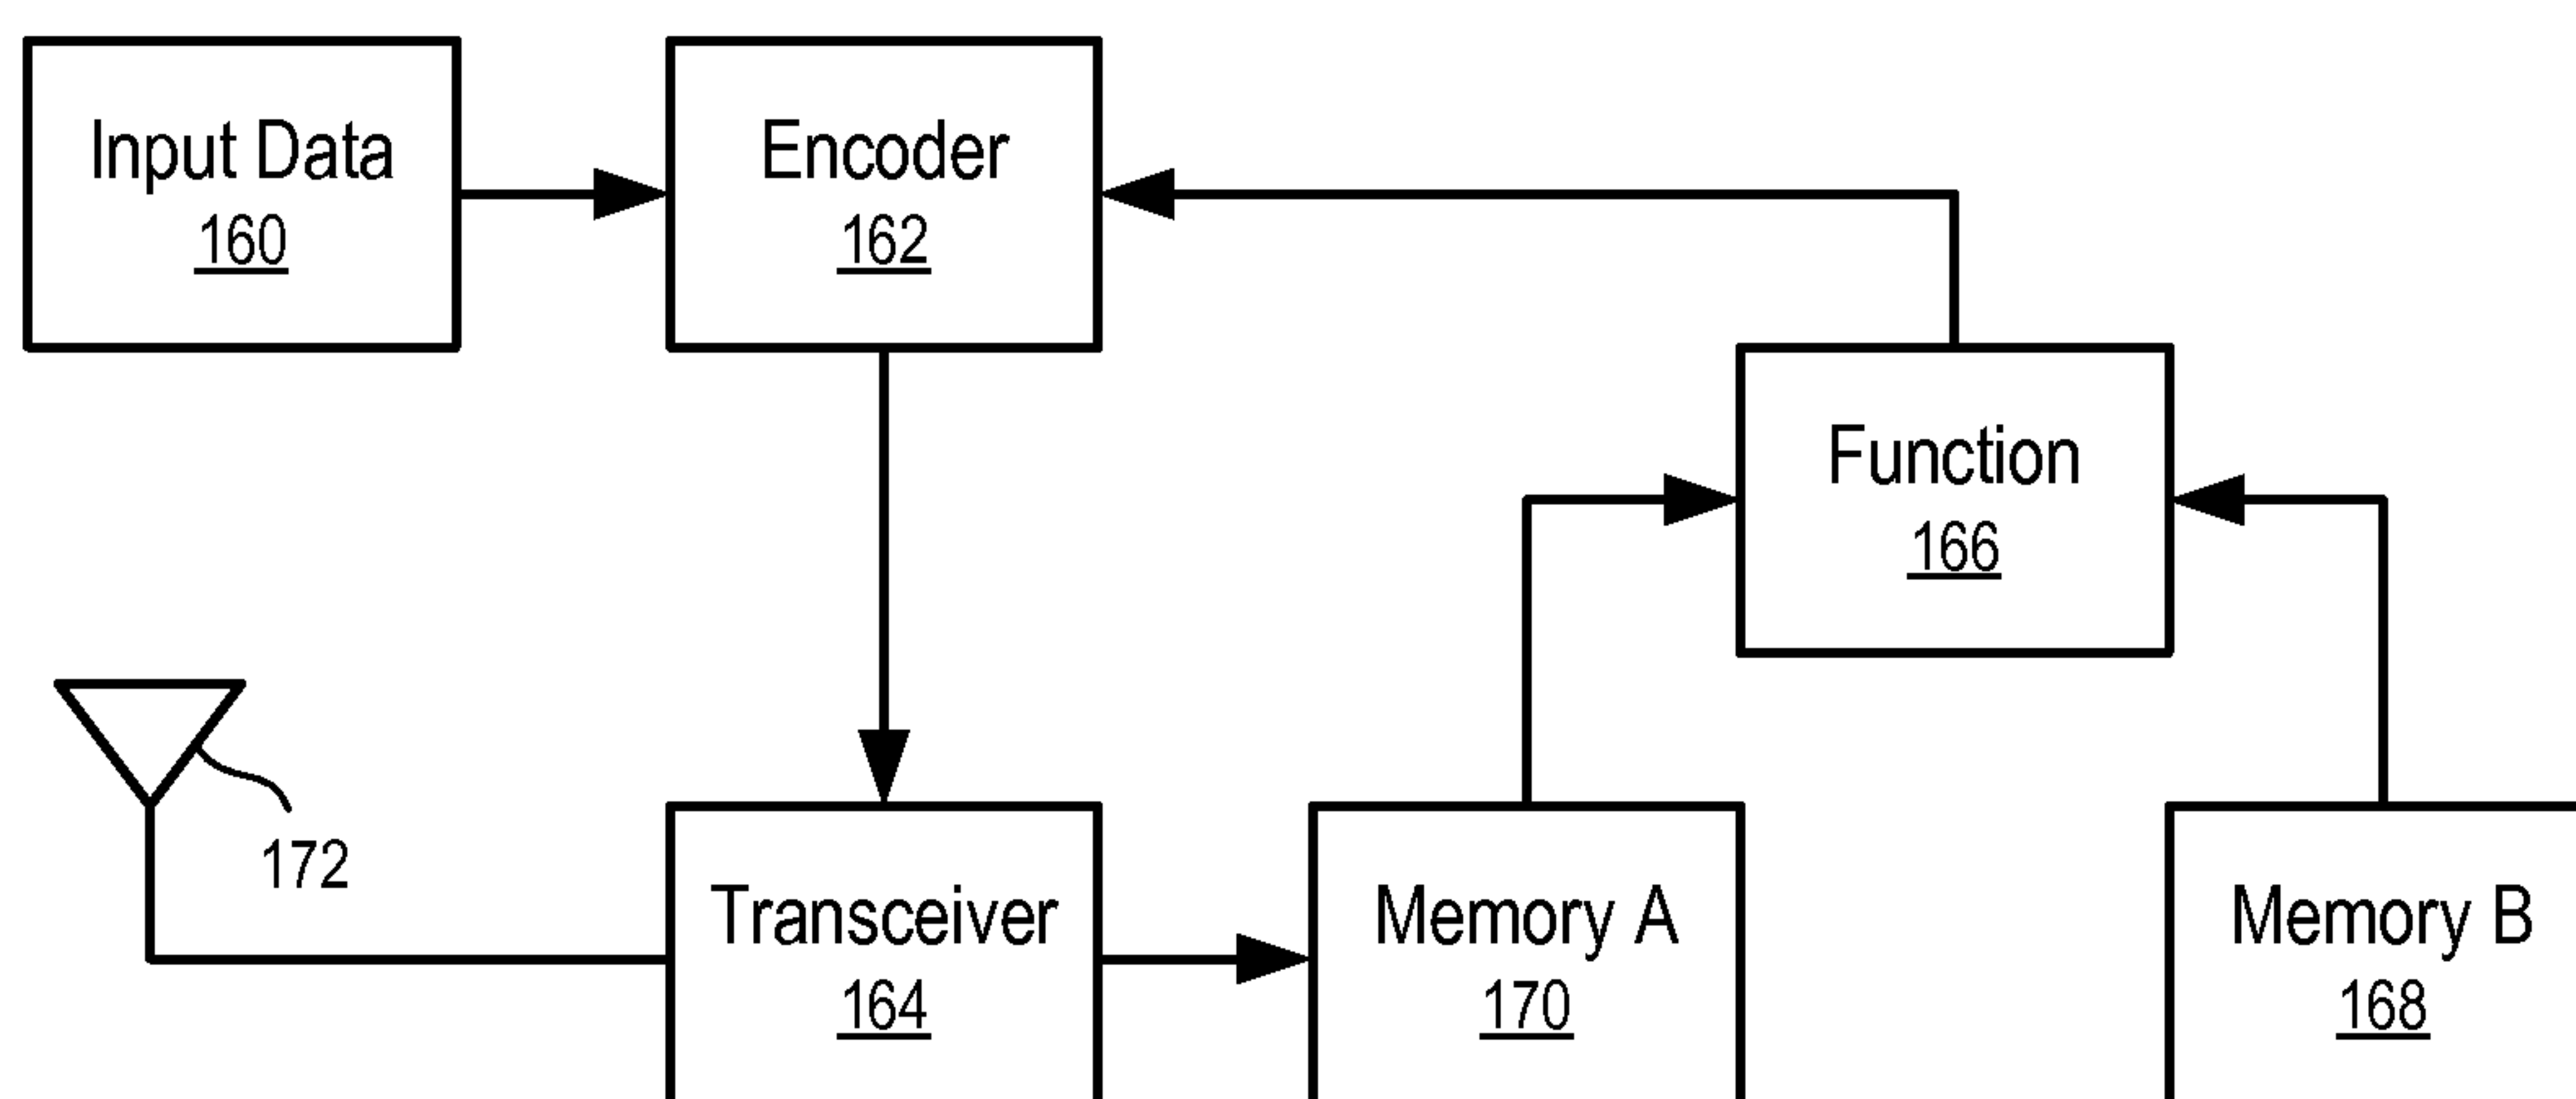 Input Data
160
Encoder
162
Function
166
172
Transceiver
164
Memory A
170
Memory B
168